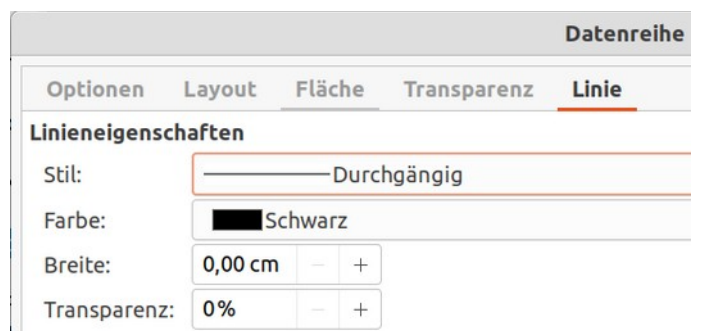 Datenreihe
Optionen Layout Fläche Transparenz Linie
Linieneigenschaften
Stil: Durchgängig
Farbe: Schwarz
Breite: 0,00 cm − +
Transparenz: 0% − +